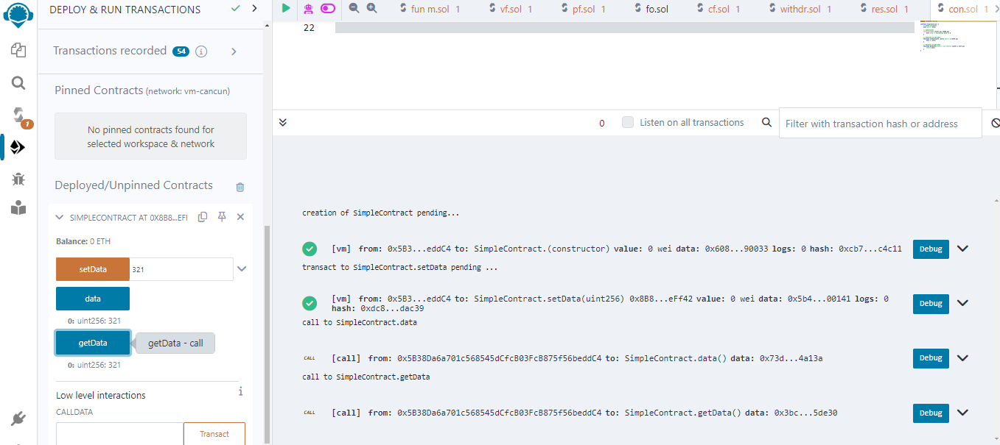 DEPLOY & RUN TRANSACTIONS
Transactions recorded 54 i
Pinned Contracts (network: vm-cancun)
No pinned contracts found for
selected workspace & network
1
Deployed/Unpinned Contracts
SIMPLECONTRACT AT 0X8B8...EF
Balance: 0 ETH
setData 321
data
0: uint256: 321
getData getData - call
0: uint256: 321
Low level interactions i
CALLDATA
Transact
fun m.sol 1 vf.sol 1 pf.sol 1 fo.sol cf.sol 1 withdr.sol 1 res.sol 1 con.sol 1
22
0 Listen on all transactions Filter with transaction hash or address
creation of SimpleContract pending...
[vm] from: 0x5B3...eddC4 to: SimpleContract.(constructor) value: 0 wei data: 0x608...90033 logs: 0 hash: 0xcb7...c4c11 Debug
transact to SimpleContract.setData pending ...
[vm] from: 0x5B3...eddC4 to: SimpleContract.setData(uint256) 0x8B8...eFf42 value: 0 wei data: 0x5b4...00141 logs: 0 Debug
hash: 0xdc8...dac39
call to SimpleContract.data
CALL [call] from: 0x5B38Da6a701c568545dCfcB03FcB875f56beddC4 to: SimpleContract.data() data: 0x73d...4a13a Debug
call to SimpleContract.getData
CALL [call] from: 0x5B38Da6a701c568545dCfcB03FcB875f56beddC4 to: SimpleContract.getData() data: 0x3bc...5de30 Debug